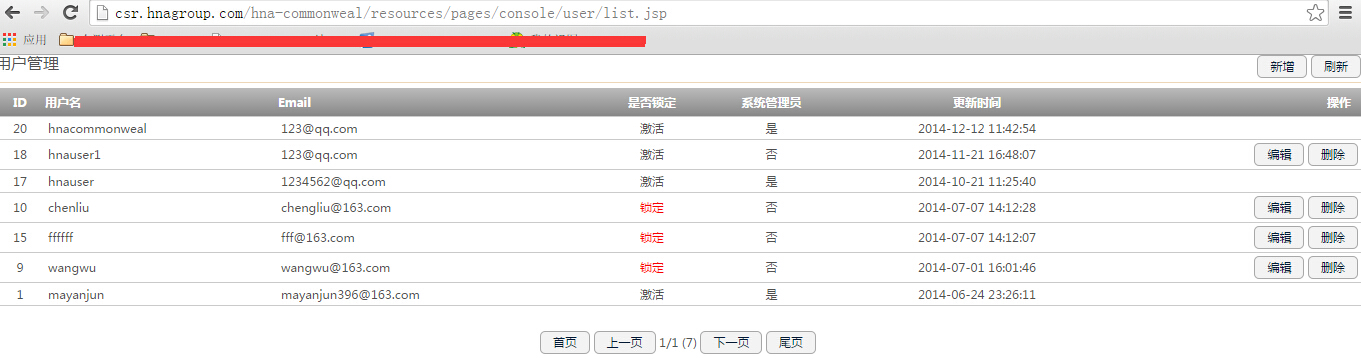 csr.hnagroup.com/hna-commonweal/resources/pages/console/user/list.jsp
应用
用户管理 新增 刷新
ID 用户名 Email 是否锁定 系统管理员 更新时间 操作
20 hnacommonweal 123@qq.com 激活 是 2014-12-12 11:42:54
18 hnauser1 123@qq.com 激活 否 2014-11-21 16:48:07 编辑 删除
17 hnauser 1234562@qq.com 激活 是 2014-10-21 11:25:40
10 chenliu chengliu@163.com 锁定 否 2014-07-07 14:12:28 编辑 删除
15 ffffff fff@163.com 锁定 否 2014-07-07 14:12:07 编辑 删除
9 wangwu wangwu@163.com 锁定 否 2014-07-01 16:01:46 编辑 删除
1 mayanjun mayanjun396@163.com 激活 是 2014-06-24 23:26:11
首页 上一页 1/1 (7) 下一页 尾页